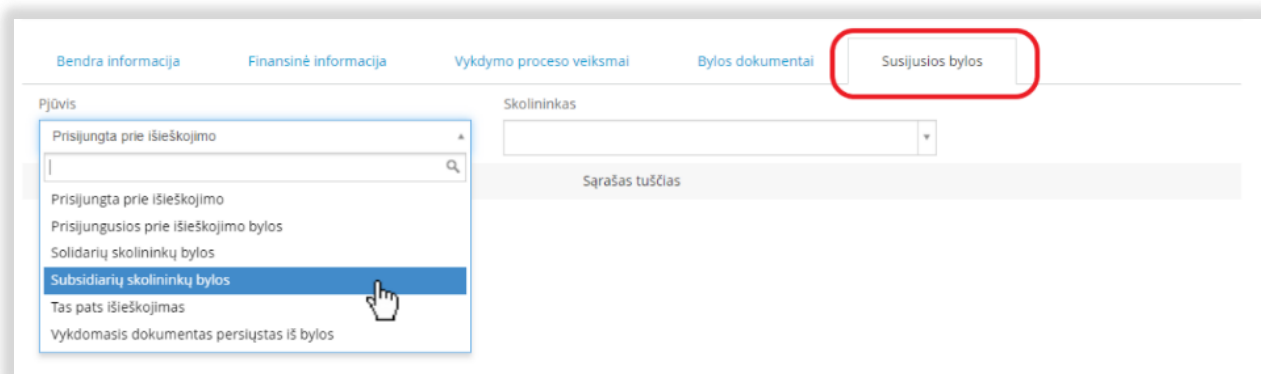 Bendra informacija Finansinė informacija Vykdymo proceso veiksmai Bylos dokumentai Susijusios bylos
Pjūvis Skolininkas
Prisijungta prie išieškojimo
Sąrašas tuščias
Prisijungta prie išieškojimo
Prisijungusios prie išieškojimo bylos
Solidarių skolininkų bylos
Subsidiarių skolininkų bylos
Tas pats išieškojimas
Vykdomasis dokumentas persiųstas iš bylos